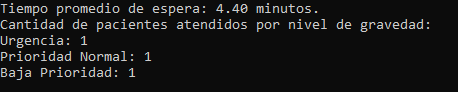 Tiempo promedio de espera: 4.40 minutos.
Cantidad de pacientes atendidos por nivel de gravedad:
Urgencia: 1
Prioridad Normal: 1
Baja Prioridad: 1